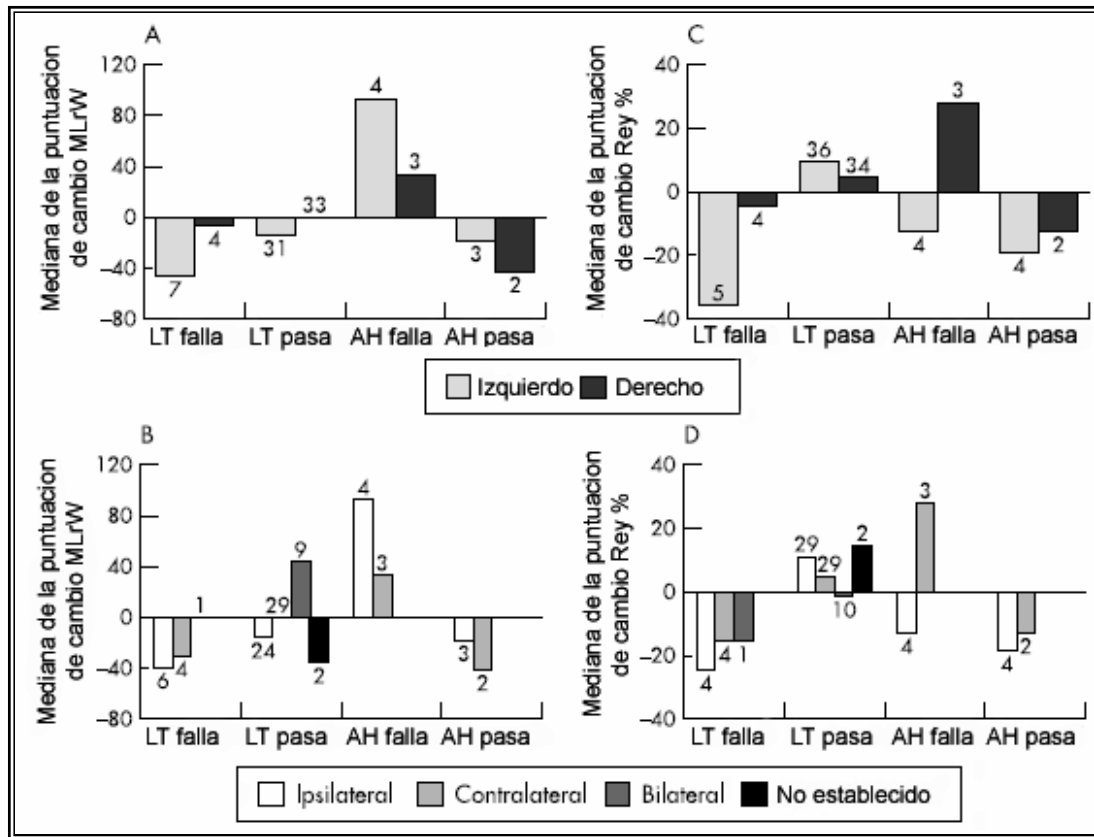 A
Mediana de la puntuacion
de cambio MLrW
120
80
40
0
–40
–80
7
4
31
33
4
3
3
2
LT falla
LT pasa
AH falla
AH pasa
C
Mediana de la puntuacion
de cambio Rey %
40
20
0
–20
–40
5
4
36
34
4
3
4
2
LT falla
LT pasa
AH falla
AH pasa
Izquierdo
Derecho
B
Mediana de la puntuacion
de cambio MLrW
120
80
40
0
–40
–80
6
4
1
24
29
9
2
4
3
3
2
LT falla
LT pasa
AH falla
AH pasa
D
Mediana de la puntuacion
de cambio Rey %
40
20
0
–20
–40
4
4
1
29
29
10
2
4
3
4
2
LT falla
LT pasa
AH falla
AH pasa
Ipsilateral
Contralateral
Bilateral
No establecido